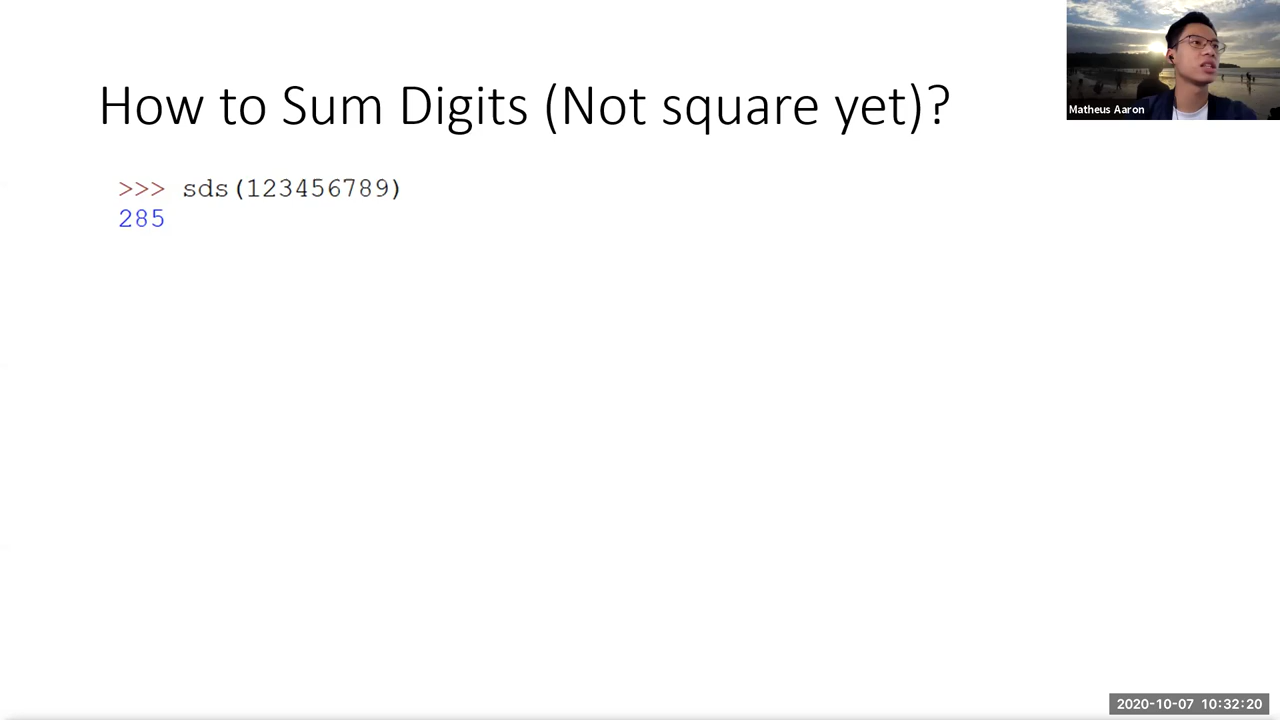 How to Sum Digits (Not square yet)?
Matheus Aaron
>>> sds(123456789)
285
2020-10-07 10:32:20